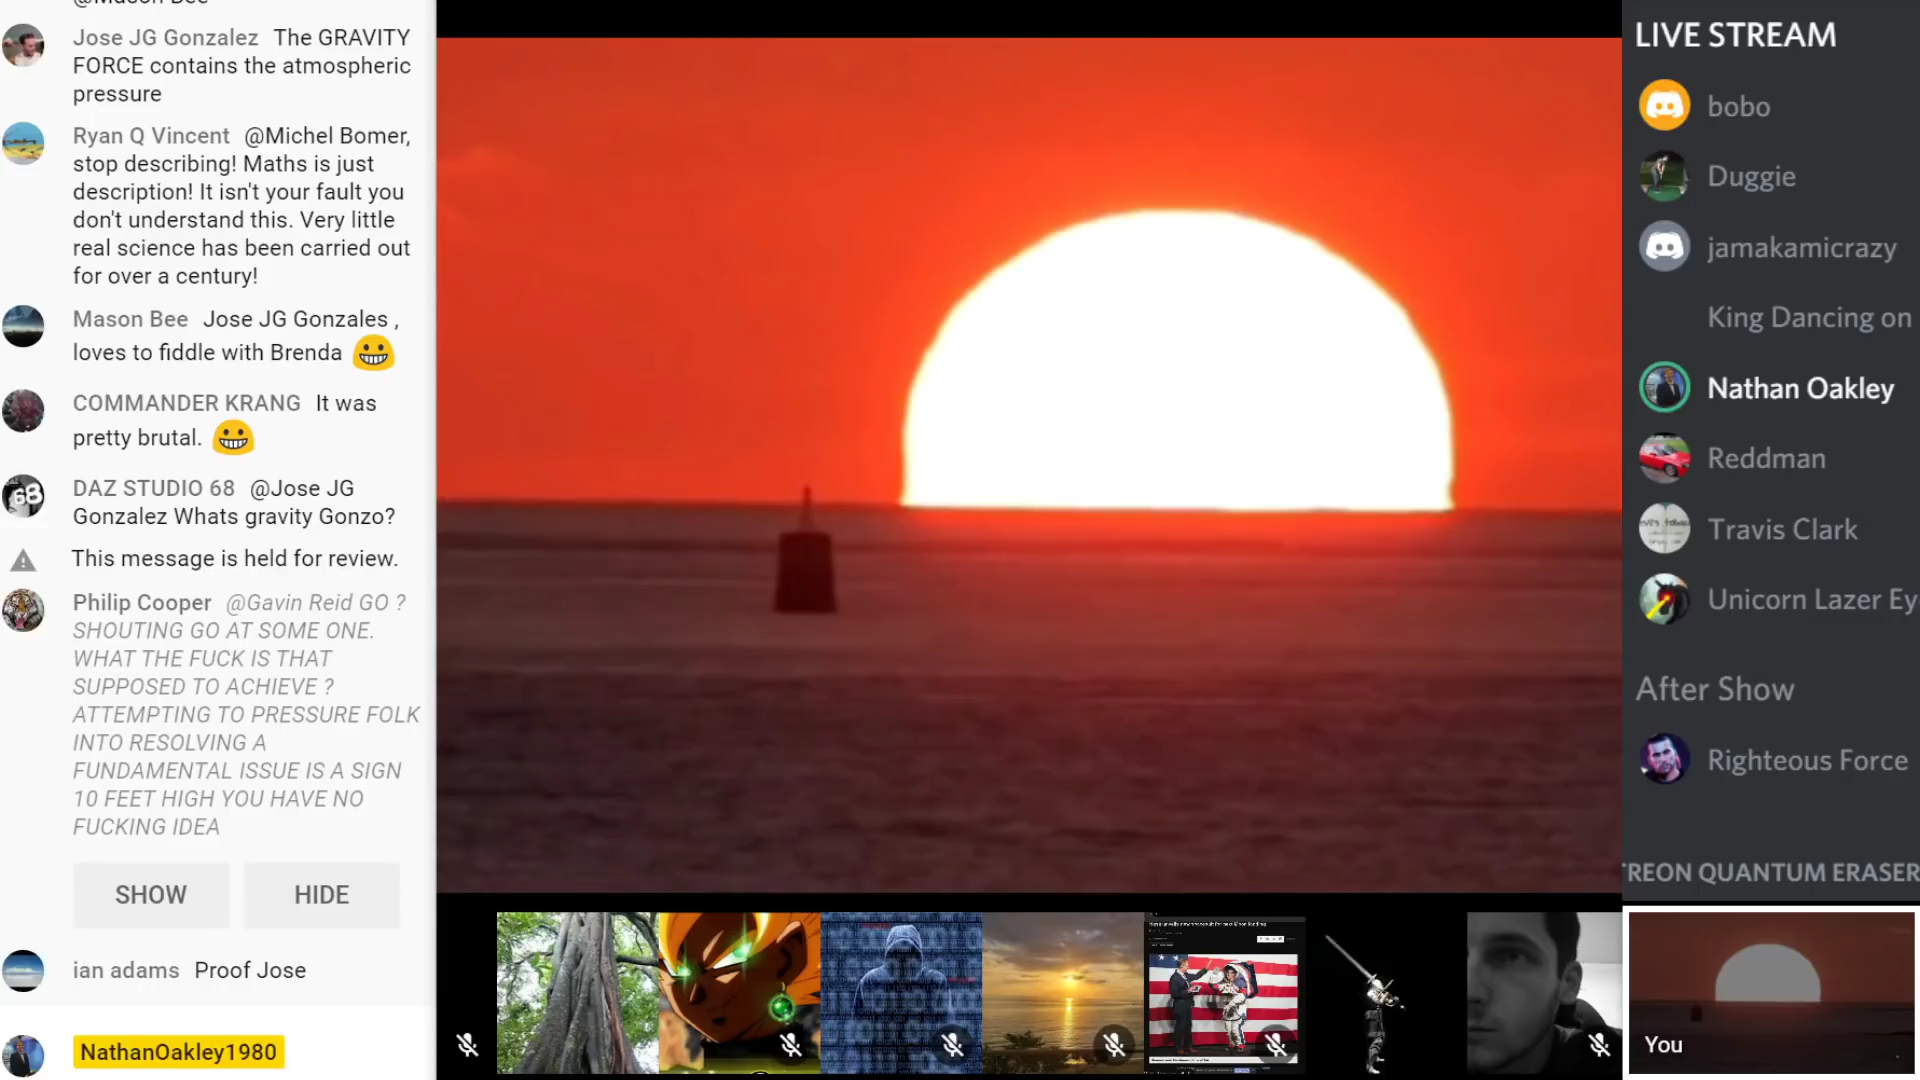 Jose JG Gonzalez The GRAVITY
FORCE contains the atmospheric
pressure
Ryan Q Vincent @Michel Bomer,
stop describing! Maths is just
description! It isn't your fault you
don't understand this. Very little
real science has been carried out
for over a century!
Mason Bee Jose JG Gonzales ,
loves to fiddle with Brenda
COMMANDER KRANG It was
pretty brutal.
DAZ STUDIO 68 @Jose JG
Gonzalez Whats gravity Gonzo?
This message is held for review.
Philip Cooper @Gavin Reid GO ?
SHOUTING GO AT SOME ONE.
WHAT THE FUCK IS THAT
SUPPOSED TO ACHIEVE ?
ATTEMPTING TO PRESSURE FOLK
INTO RESOLVING A
FUNDAMENTAL ISSUE IS A SIGN
10 FEET HIGH YOU HAVE NO
FUCKING IDEA
SHOW HIDE
ian adams Proof Jose
NathanOakley1980
68
LIVE STREAM
bobo
Duggie
jamakamicrazy
King Dancing on
Nathan Oakley
Reddman
Travis Clark
Unicorn Lazer Ey
After Show
Righteous Force
TREON QUANTUM ERASER
You